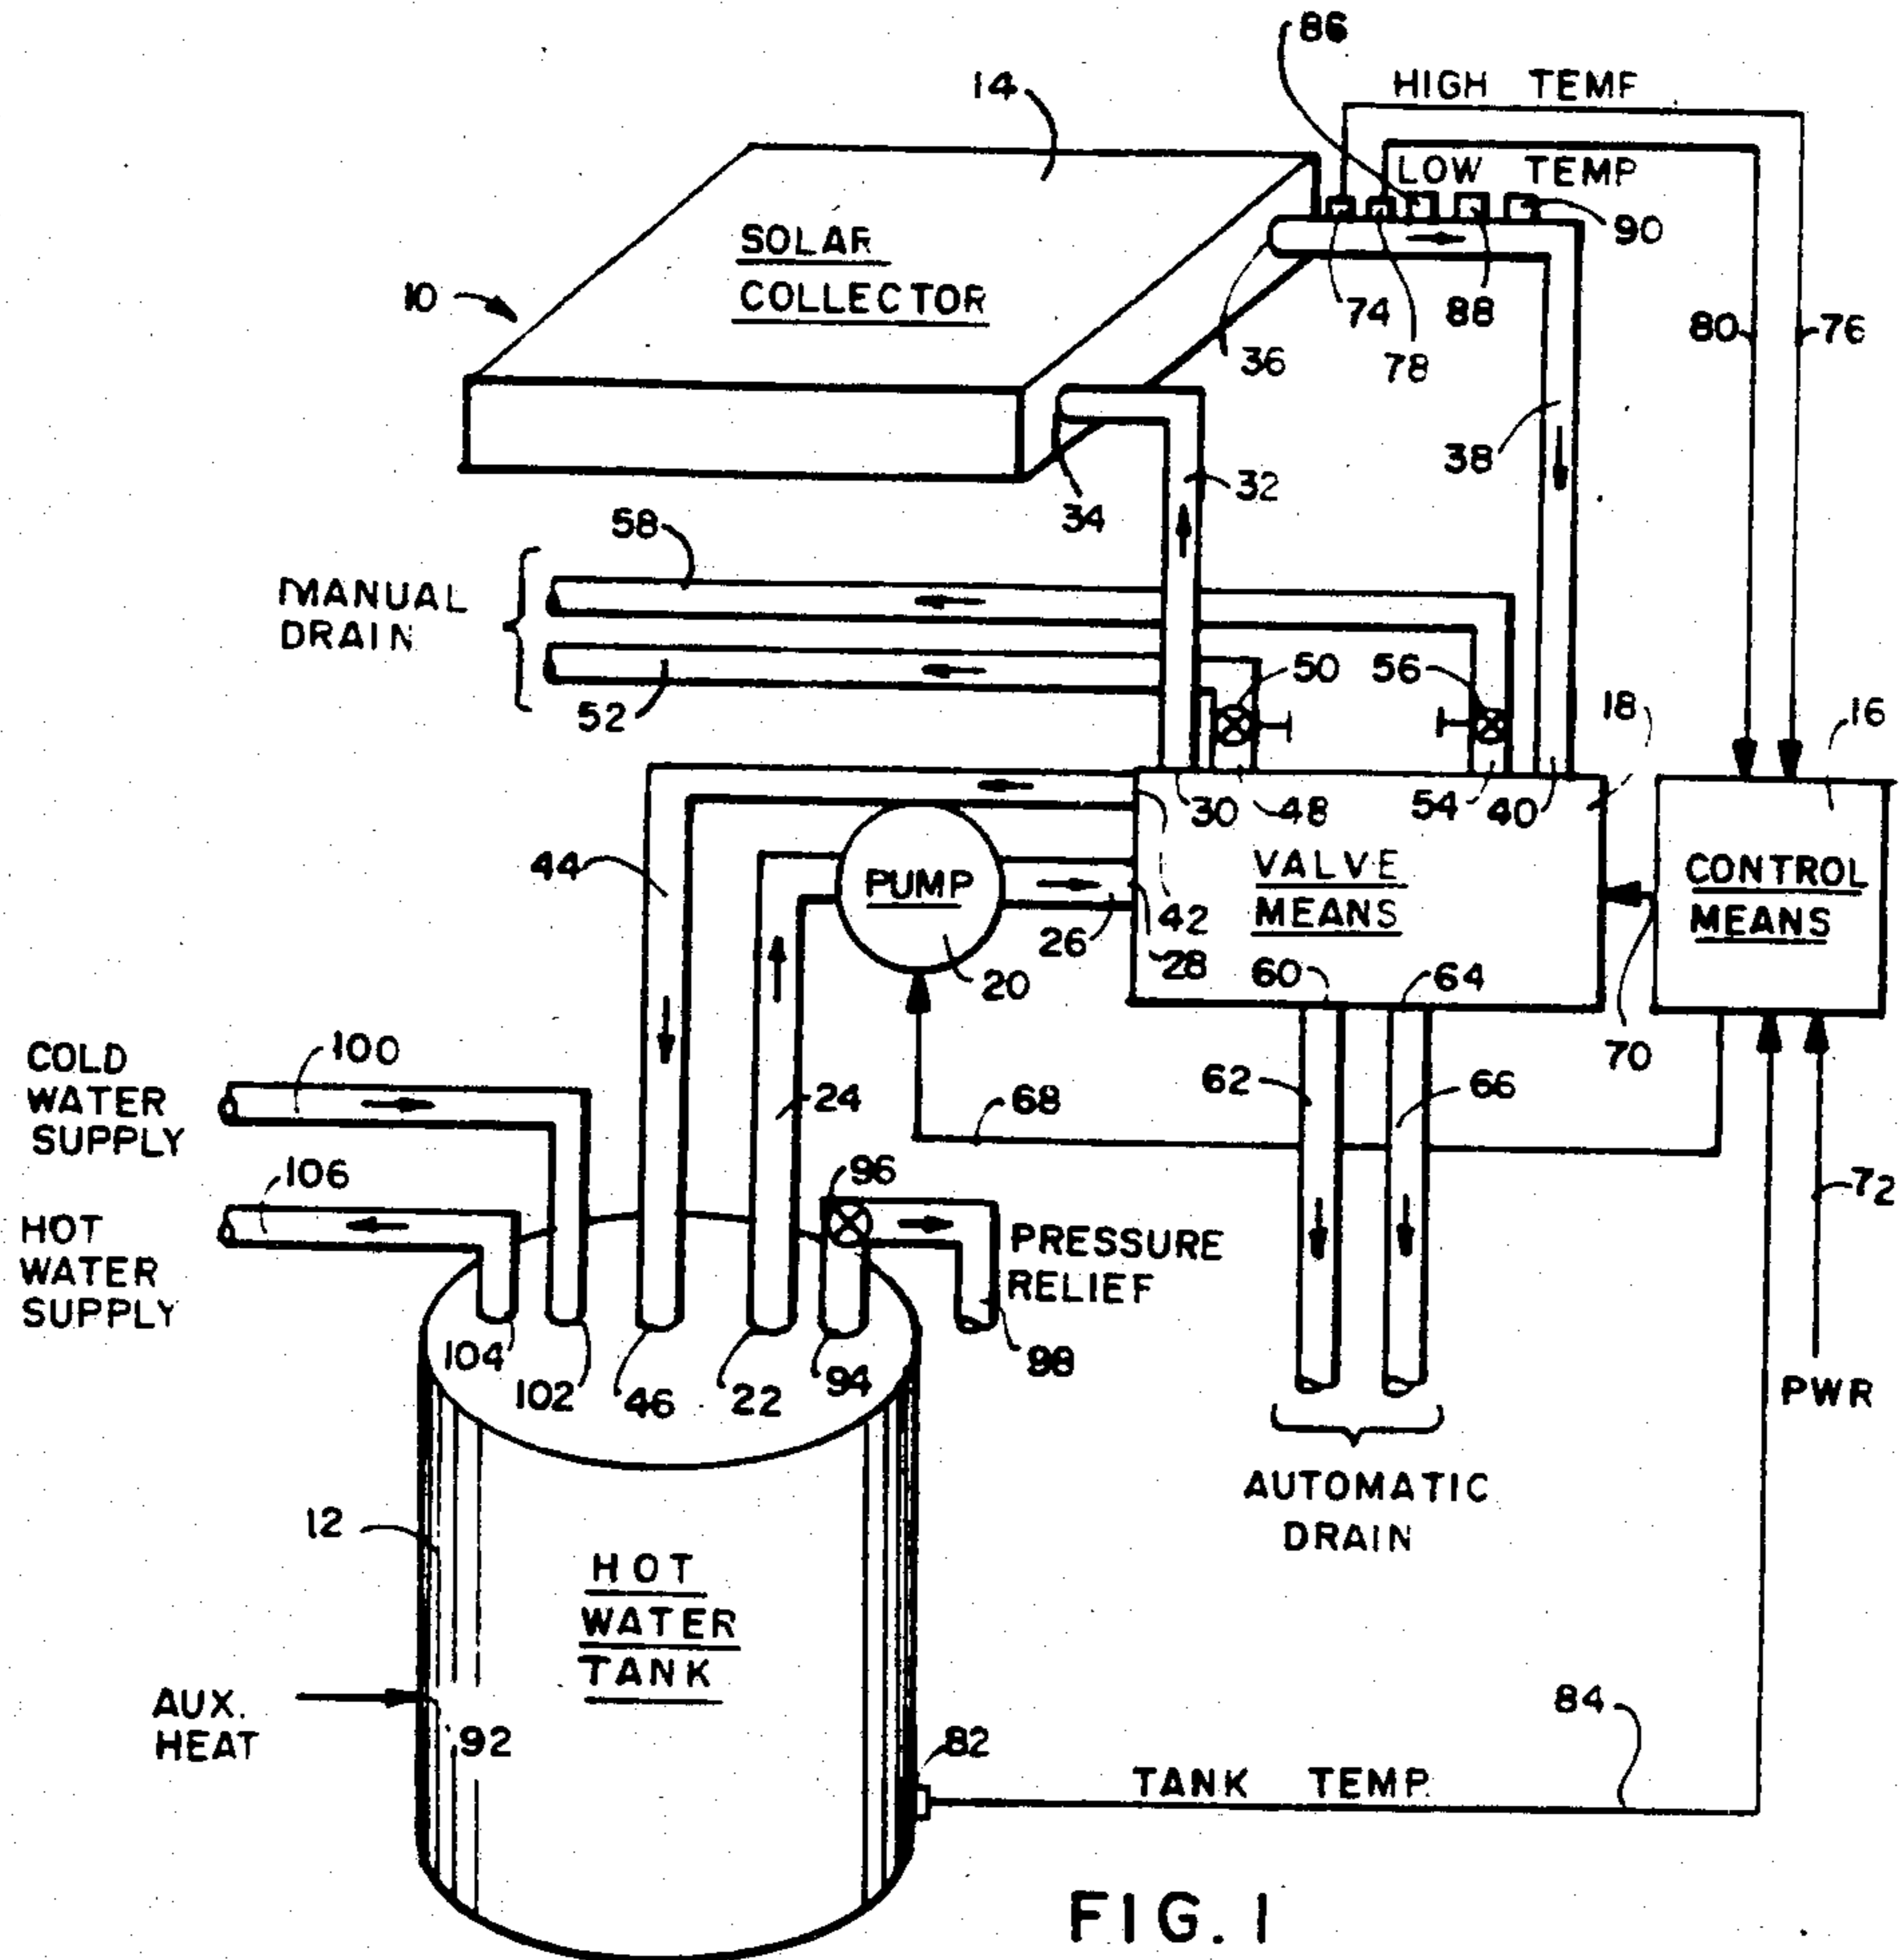 86
HIGH TEMP
14
LOW TEMP
90
SOLAR
COLLECTOR
10
74
88
80
76
36
78
38
32
34
58
MANUAL
DRAIN
50
56
52
18
16
30
48
54
40
44
PUMP
VALVE
MEANS
CONTROL
MEANS
42
26
28
20
60
64
70
COLD
WATER
SUPPLY
100
62
66
24
68
96
72
106
HOT
WATER
SUPPLY
PRESSURE
RELIEF
104
102
46
22
94
98
PWR
AUTOMATIC
DRAIN
12
HOT
WATER
TANK
AUX.
HEAT
92
82
84
TANK TEMP.
FIG. 1